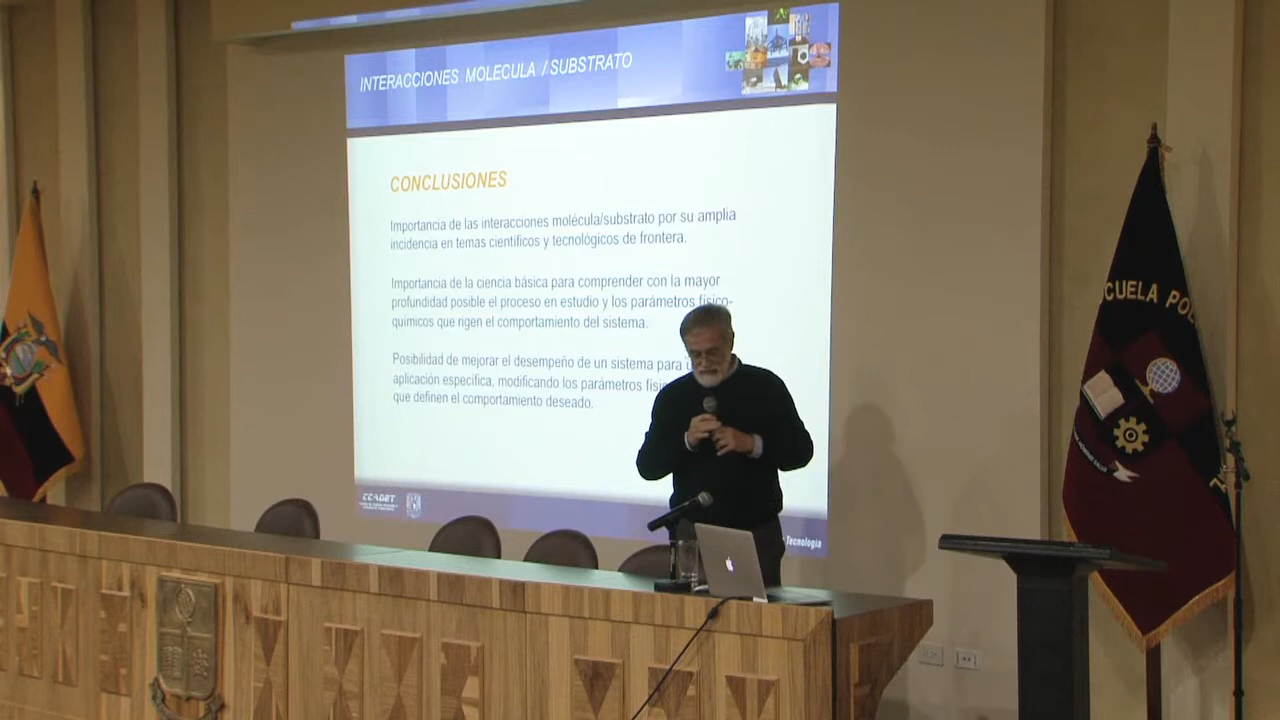 INTERACCIONES MOLECULA / SUBSTRATO
CONCLUSIONES
Importancia de las interacciones molécula/substrato por su amplia
incidencia en temas científicos y tecnológicos de frontera.
Importancia de la ciencia básica para comprender con la mayor
profundidad posible el proceso en estudio y los parámetros físico-
químicos que rigen el comportamiento del sistema.
Posibilidad de mejorar el desempeño de un sistema para
aplicación específica, modificando los parámetros
que definen el comportamiento deseado.
CCADET
Tecnología
CUELA POL